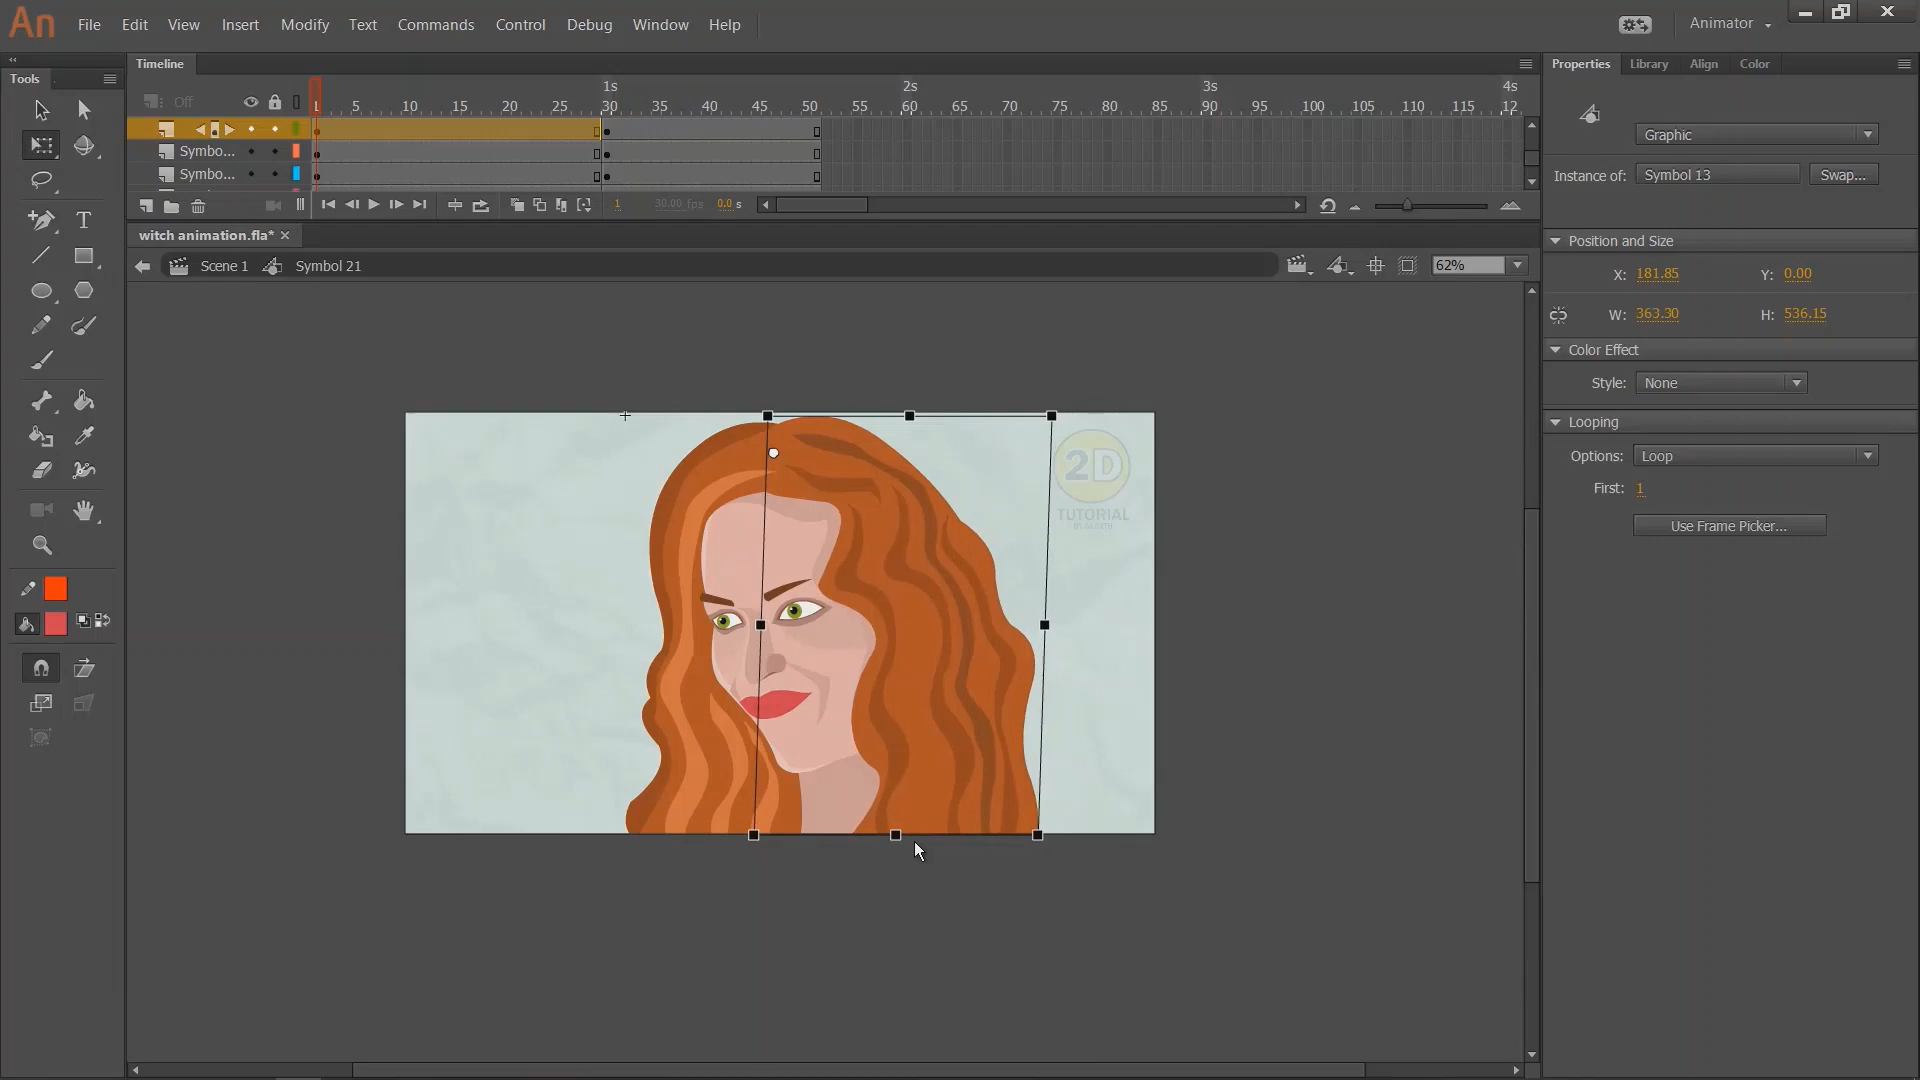 An File Edit View Insert Modify Text Commands Control Debug Window Help Animator
Tools
Timeline
Properties Library Align Color
Off
1s 2s 3s 4s
1 5 10 15 20 25 30 35 40 45 50 55 60 65 70 75 80 85 90 95 100 105 110 115 12
Symbo...
Symbo...
1 30.00 fps 0.0 s
witch animation.fla*
Scene 1 Symbol 21
62%
Graphic
Instance of: Symbol 13 Swap...
Position and Size
X: 181.85 Y: 0.00
W: 363.30 H: 536.15
Color Effect
Style: None
Looping
Options: Loop
First: 1
Use Frame Picker...
T
2D
TUTORIAL